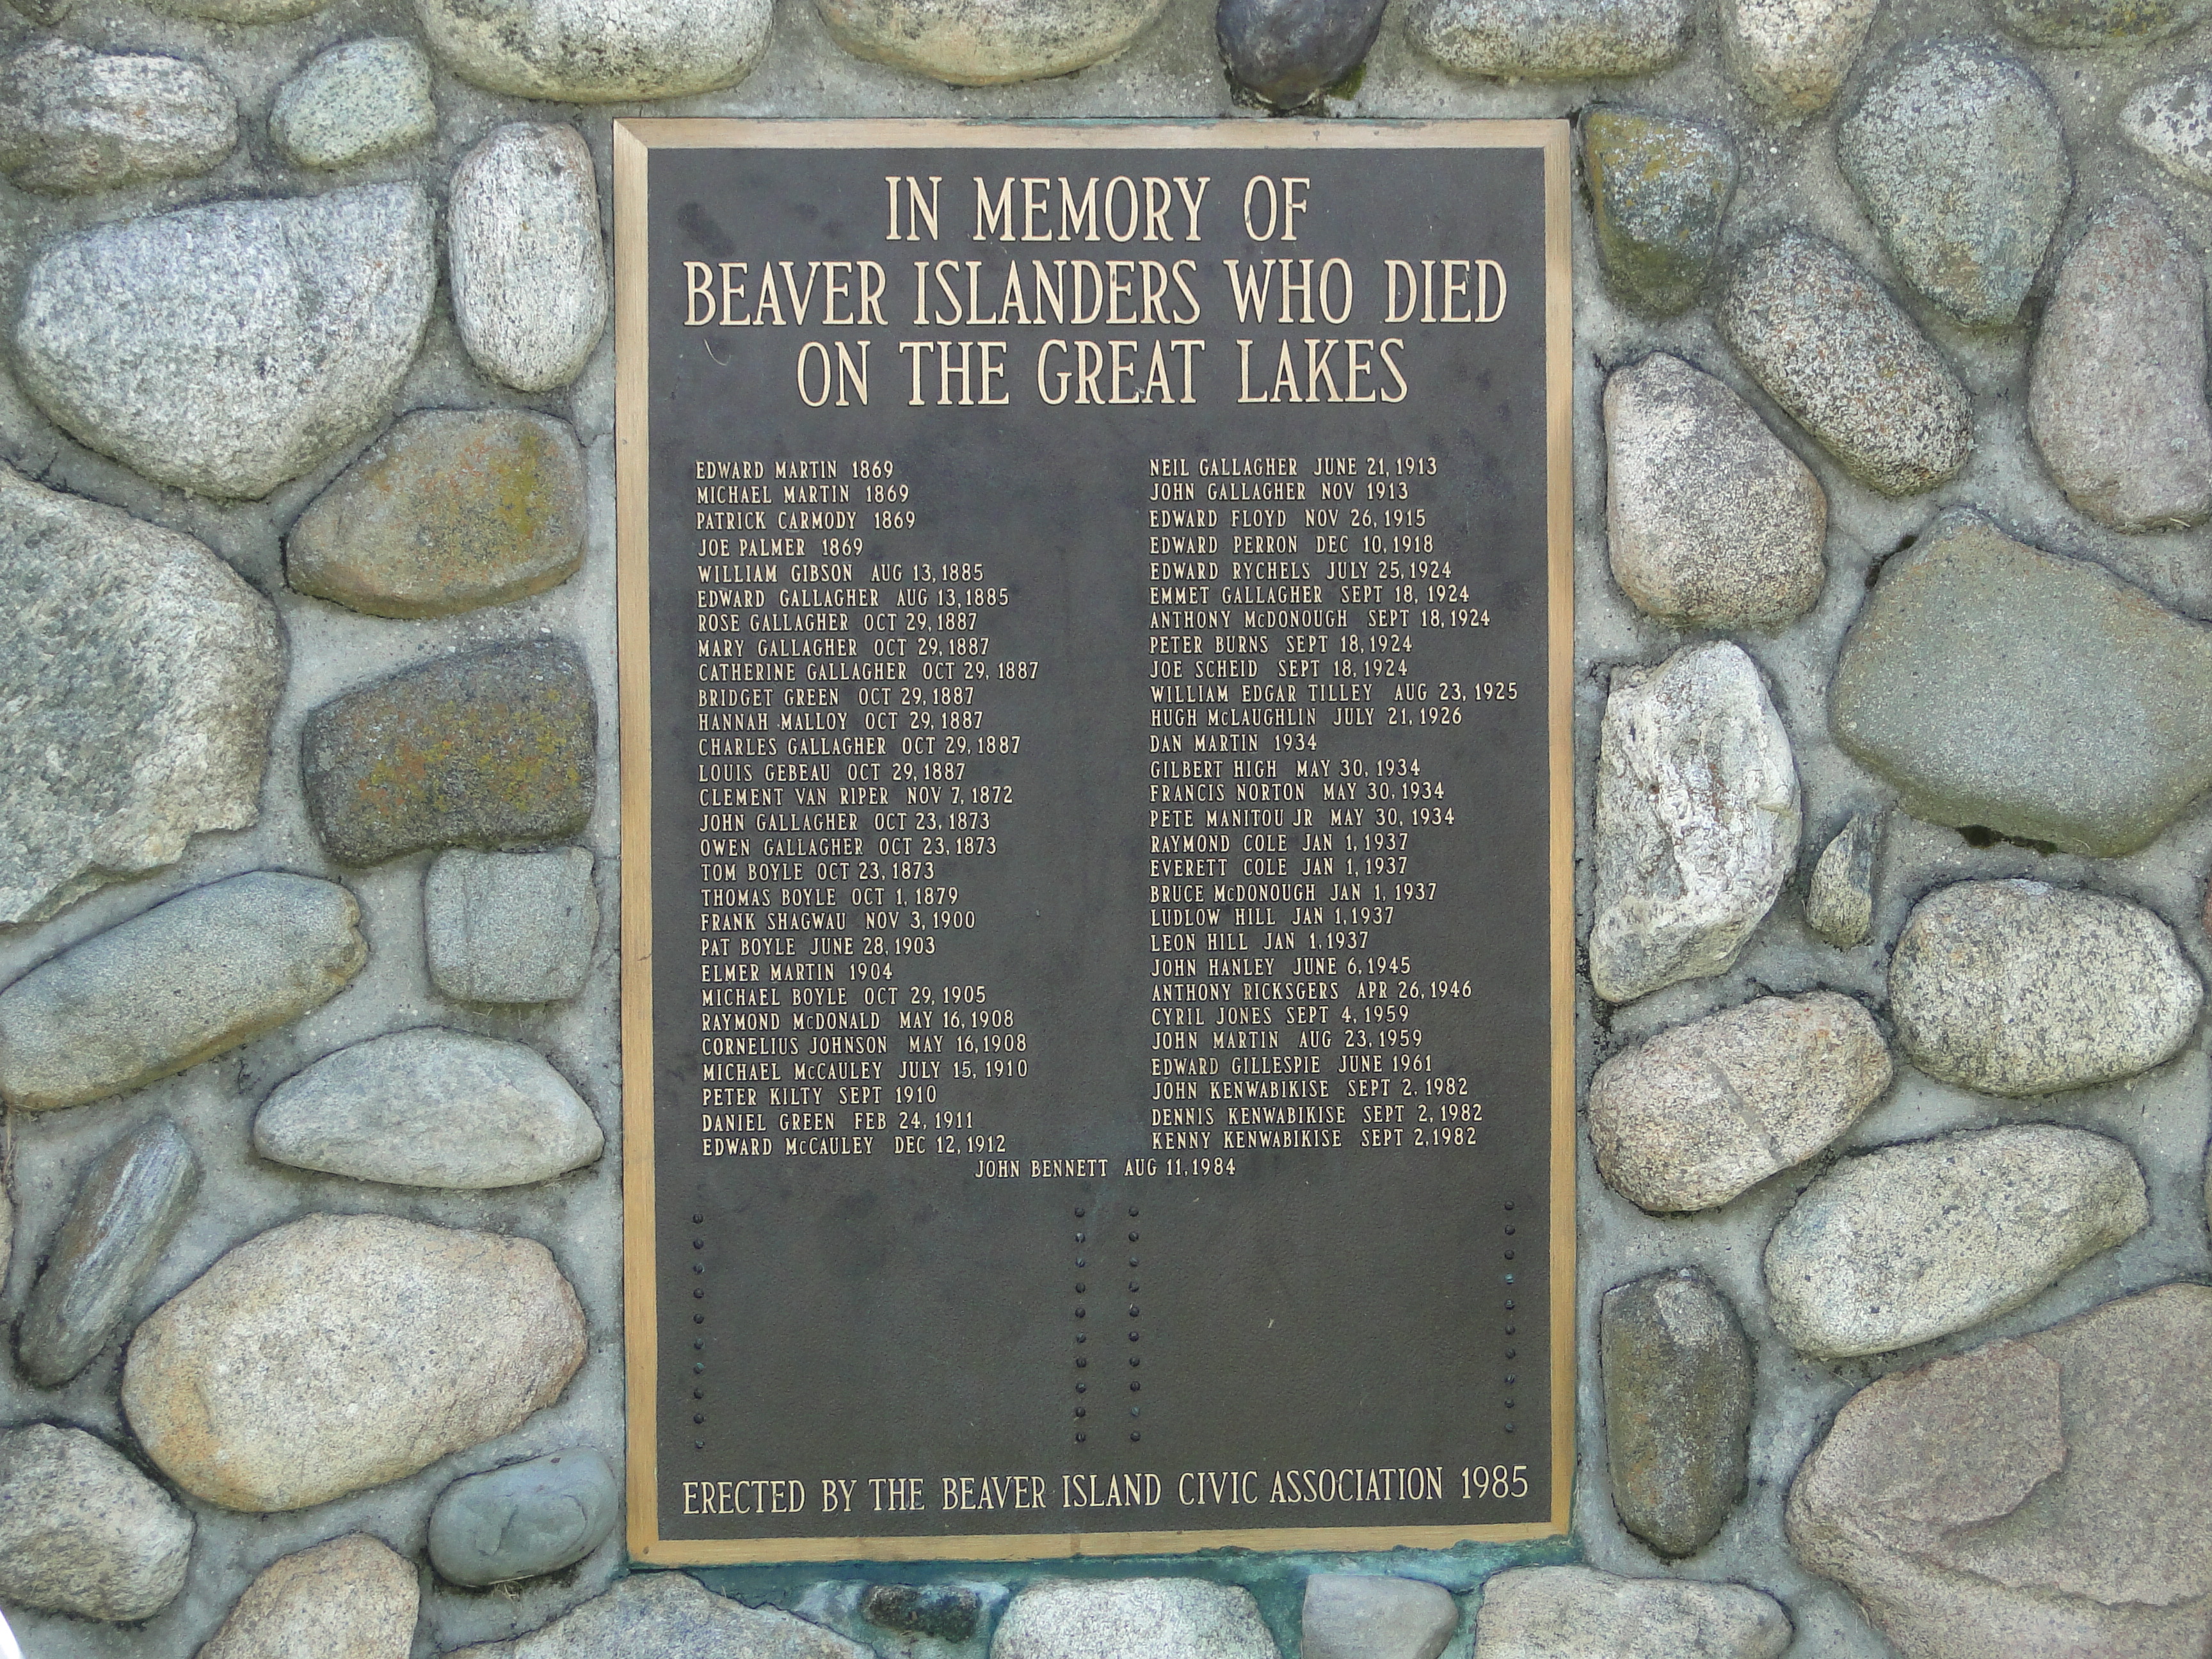 IN MEMORY OF
BEAVER ISLANDERS WHO DIED
ON THE GREAT LAKES
EDWARD MARTIN 1869
MICHAEL MARTIN 1869
PATRICK CARMODY 1869
JOE PALMER 1869
WILLIAM GIBSON AUG 13, 1885
EDWARD GALLAGHER AUG 13, 1885
ROSE GALLAGHER OCT 29, 1887
MARY GALLAGHER OCT 29, 1887
CATHERINE GALLAGHER OCT 29, 1887
BRIDGET GREEN OCT 29, 1887
HANNAH MALLOY OCT 29, 1887
CHARLES GALLAGHER OCT 29, 1887
LOUIS GEBEAU OCT 29, 1887
CLEMENT VAN RIPER NOV 7, 1872
JOHN GALLAGHER OCT 23, 1873
OWEN GALLAGHER OCT 23, 1873
TOM BOYLE OCT 23, 1873
THOMAS BOYLE OCT 1, 1879
FRANK SHAGWAU NOV 3, 1900
PAT BOYLE JUNE 28, 1903
ELMER MARTIN 1904
MICHAEL BOYLE OCT 29, 1905
RAYMOND McDONALD MAY 16, 1908
CORNELIUS JOHNSON MAY 16, 1908
MICHAEL McCAULEY JULY 15, 1910
PETER KILTY SEPT 1910
DANIEL GREEN FEB 24, 1911
EDWARD McCAULEY DEC 12, 1912
NEIL GALLAGHER JUNE 21, 1913
JOHN GALLAGHER NOV 1913
EDWARD FLOYD NOV 26, 1915
EDWARD PERRON DEC 10, 1918
EDWARD RYCHELS JULY 25, 1924
EMMET GALLAGHER SEPT 18, 1924
ANTHONY McDONOUGH SEPT 18, 1924
PETER BURNS SEPT 18, 1924
JOE SCHEID SEPT 18, 1924
WILLIAM EDGAR TILLEY AUG 23, 1925
HUGH McLAUGHLIN JULY 21, 1926
DAN MARTIN 1934
GILBERT HIGH MAY 30, 1934
FRANCIS NORTON MAY 30, 1934
PETE MANITOU JR MAY 30, 1934
RAYMOND COLE JAN 1, 1937
EVERETT COLE JAN 1, 1937
BRUCE McDONOUGH JAN 1, 1937
LUDLOW HILL JAN 1, 1937
LEON HILL JAN 1, 1937
JOHN HANLEY JUNE 6, 1945
ANTHONY RICKSGERS APR 26, 1946
CYRIL JONES SEPT 4, 1959
JOHN MARTIN AUG 23, 1959
EDWARD GILLESPIE JUNE 1961
JOHN KENWABIKISE SEPT 2, 1982
DENNIS KENWABIKISE SEPT 2, 1982
KENNY KENWABIKISE SEPT 2, 1982
JOHN BENNETT AUG 11, 1984
ERECTED BY THE BEAVER ISLAND CIVIC ASSOCIATION 1985